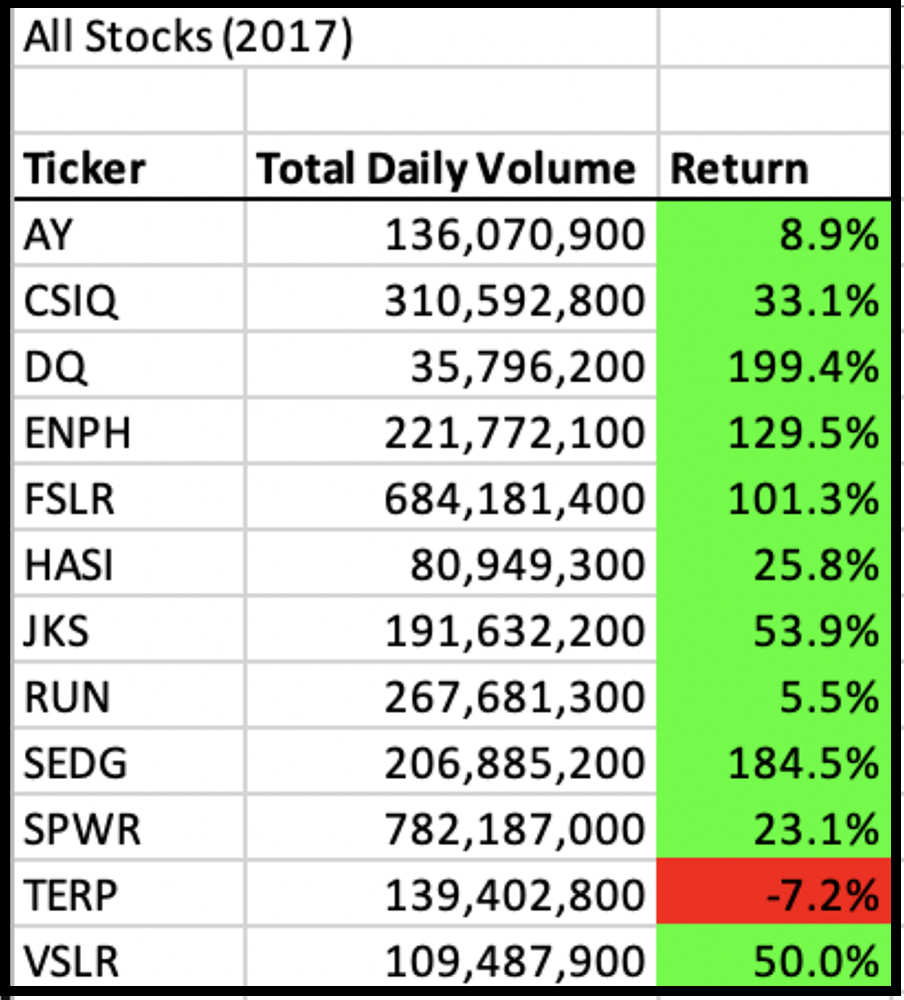 All Stocks (2017)
Ticker Total Daily Volume Return
AY 136,070,900 8.9%
CSIQ 310,592,800 33.1%
DQ 35,796,200 199.4%
ENPH 221,772,100 129.5%
FSLR 684,181,400 101.3%
HASI 80,949,300 25.8%
JKS 191,632,200 53.9%
RUN 267,681,300 5.5%
SEDG 206,885,200 184.5%
SPWR 782,187,000 23.1%
TERP 139,402,800 -7.2%
VSLR 109,487,900 50.0%